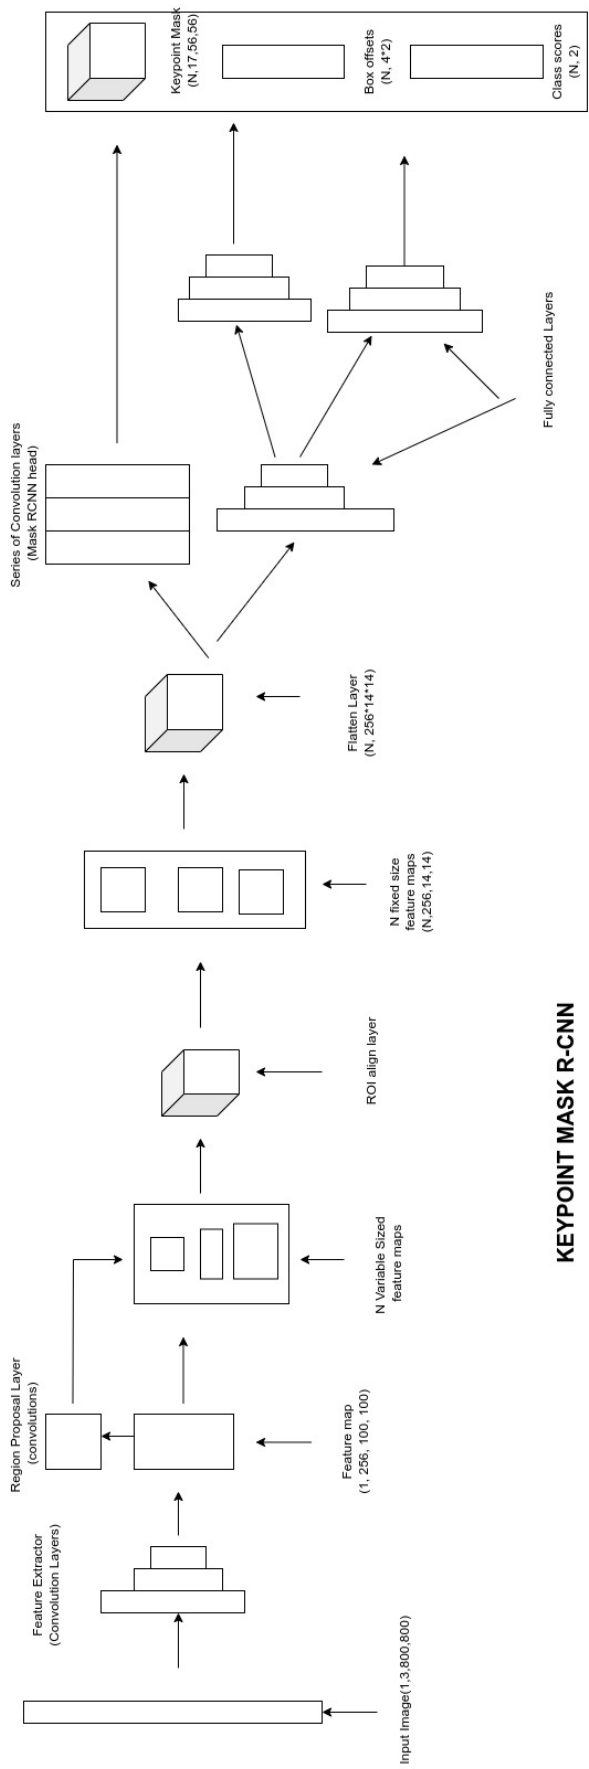 Input Image(1,3,800,800)
Feature Extractor
(Convolution Layers)
Region Proposal Layer
(convolutions)
Feature map
(1, 256, 100, 100)
N Variable Sized
feature maps
ROI align layer
N fixed size
feature maps
(N,256,14,14)
Flatten Layer
(N, 256*14*14)
Series of Convolution layers
(Mask RCNN head)
Fully connected Layers
Keypoint Mask
(N,17,56,56)
Box offsets
(N, 4*2)
Class scores
(N, 2)
KEYPOINT MASK R-CNN